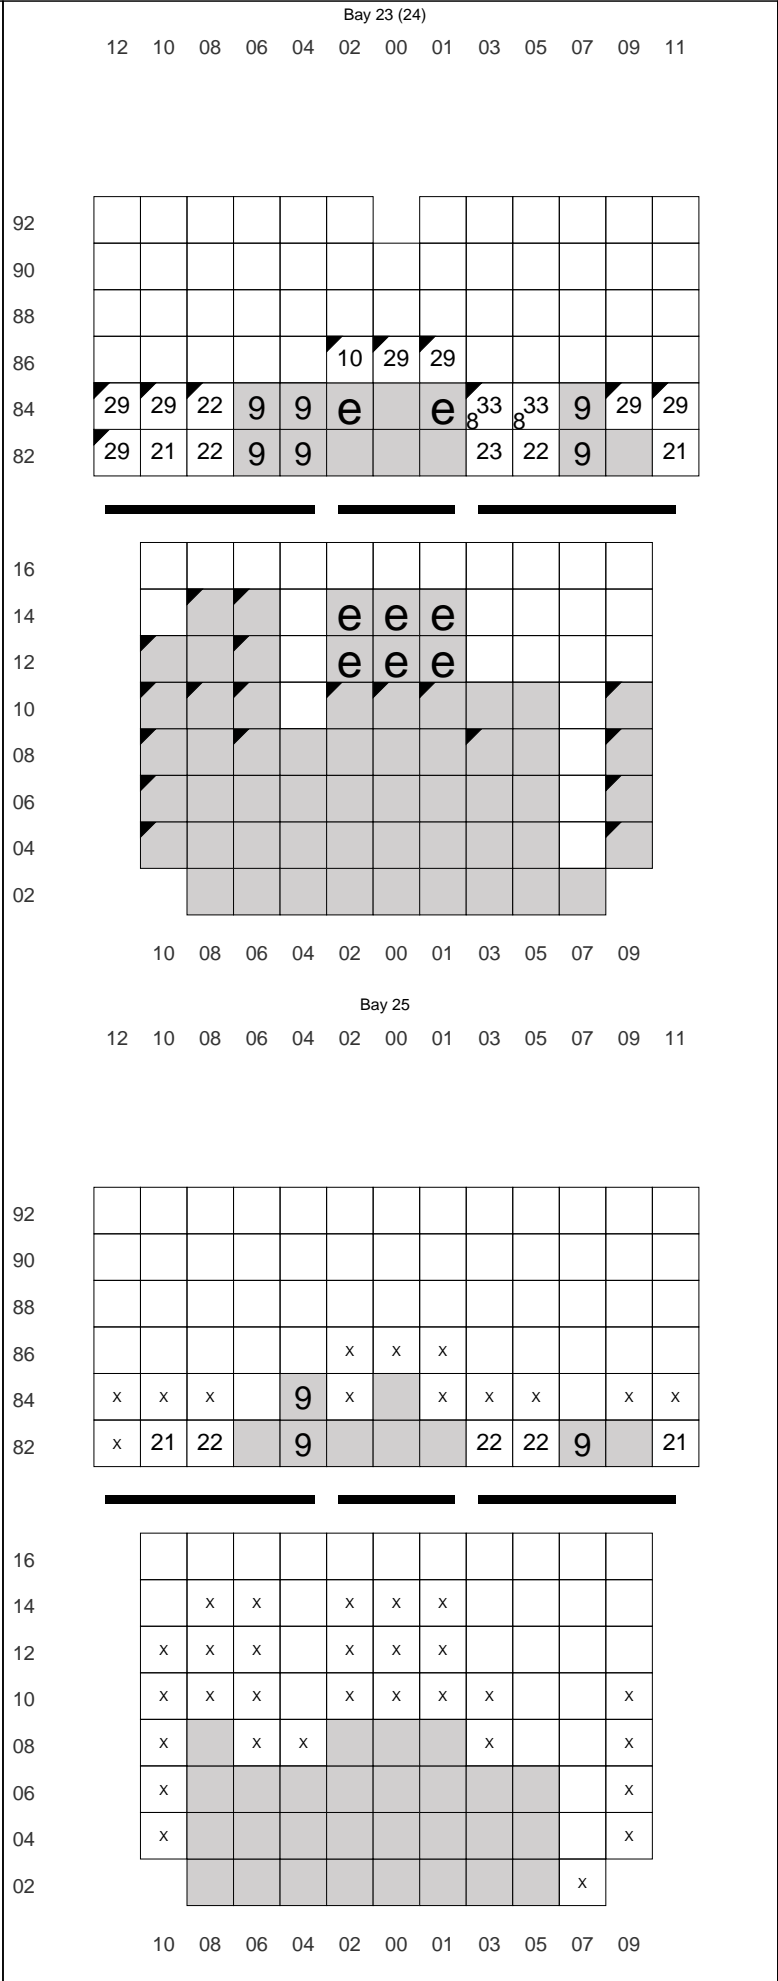 Bay 23 (24)
12 10 08 06 04 02 00 01 03 05 07 09 11
92
90
88
86 10 29 29
84 29 29 22 9 9 e e 33 8 33 8 9 29 29
82 29 21 22 9 9 23 22 9 21
16
14 e e e
12 e e e
10
08
06
04
02
10 08 06 04 02 00 01 03 05 07 09
Bay 25
12 10 08 06 04 02 00 01 03 05 07 09 11
92
90
88
86 x x x
84 x x x 9 x x x x x x
82 x 21 22 9 22 22 9 21
16
14 x x x x x
12 x x x x x x
10 x x x x x x x x
08 x x x x x
06 x x
04 x x
02 x
10 08 06 04 02 00 01 03 05 07 09